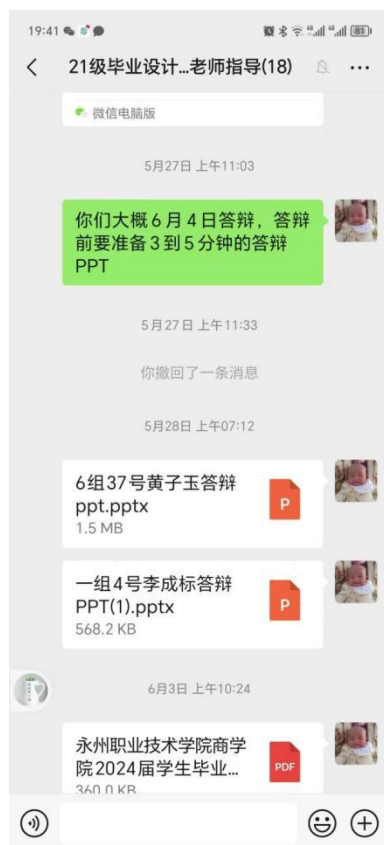 19:41
81
21级毕业设计...老师指导(18)
微信电脑版
5月27日 上午11:03
你们大概6月4日答辩，答辩
前要准备3到5分钟的答辩
PPT
5月27日 上午11:33
你撤回了一条消息
5月28日 上午07:12
6组37号黄子玉答辩
ppt.pptx
1.5 MB
P
一组4号李成标答辩
PPT(1).pptx
568.2 KB
P
6月3日 上午10:24
永州职业技术学院商学
院2024届学生毕业...
360.0 KB
PDF